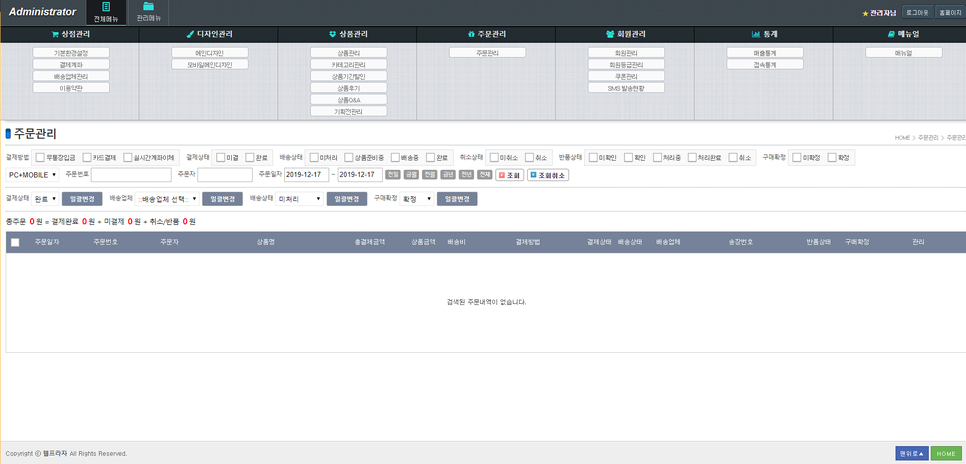 Administrator 전체메뉴 관리메뉴 ★관리자님 로그아웃 홈페이지
상점관리 디자인관리 상품관리 주문관리 회원관리 통계 메뉴얼
기본환경설정 메인디자인 상품관리 주문관리 회원관리 매출통계 메뉴얼
결제계좌 모바일메인디자인 카테고리관리 회원등급관리 접속통계
배송업체관리 상품기간할인 쿠폰관리
이용약관 상품후기 SMS 발송현황
상품Q&A
기획전관리
주문관리
HOME > 주문관리 > 주문관리
결제방법 무통장입금 카드결제 실시간계좌이체 결제상태 미결 완료 배송상태 미처리 상품준비중 배송중 완료 취소상태 미취소 취소 반품상태 미확인 확인 처리중 처리완료 취소 구매확정 미확정 확정
PC+MOBILE 주문번호 주문자 주문일자 2019-12-17 ~ 2019-12-17 전일 금월 전월 금년 전년 전체 조회 조회취소
결제상태 완료 일괄변경 배송업체 ::배송업체 선택:: 일괄변경 배송상태 미처리 일괄변경 구매확정 확정 일괄변경
총주문 0 원 = 결제완료 0 원 + 미결제 0 원 + 취소/반품 0 원
주문일자 주문번호 주문자 상품명 총결제금액 상품금액 배송비 결제방법 결제상태 배송상태 배송업체 송장번호 반품상태 구매확정 관리
검색된 주문내역이 없습니다.
Copyright ⓒ 웰프라자 All Rights Reserved. 맨위로▲ HOME